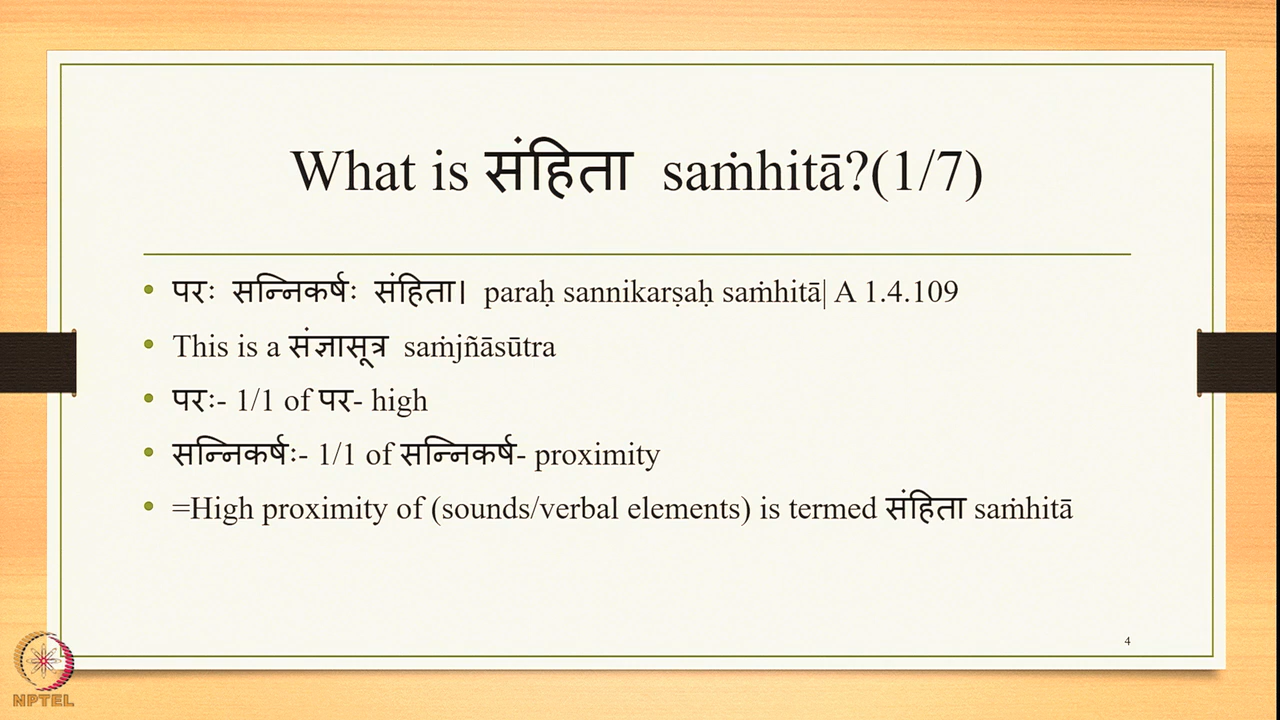 What is संहिता saṁhitā?(1/7)
• परः सन्निकर्षः संहिता। paraḥ sannikarṣaḥ saṁhitā| A 1.4.109
• This is a संज्ञासूत्र saṁjñāsūtra
• परः- 1/1 of पर- high
• सन्निकर्षः- 1/1 of सन्निकर्ष- proximity
• =High proximity of (sounds/verbal elements) is termed संहिता saṁhitā
4
NPTEL